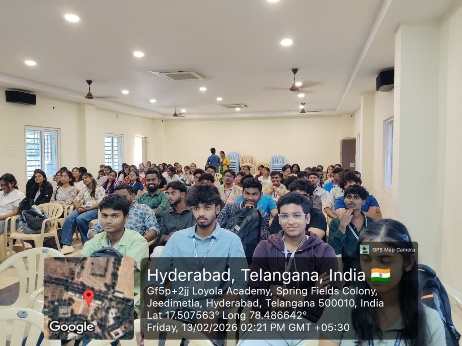 GPS Map Camera
Hyderabad, Telangana, India 🇮🇳
Gf5p+2jj Loyola Academy, Spring Fields Colony,
Jeedimetla, Hyderabad, Telangana 500010, India
Lat 17.507563° Long 78.486642°
Friday, 13/02/2026 02:21 PM GMT +05:30
Google